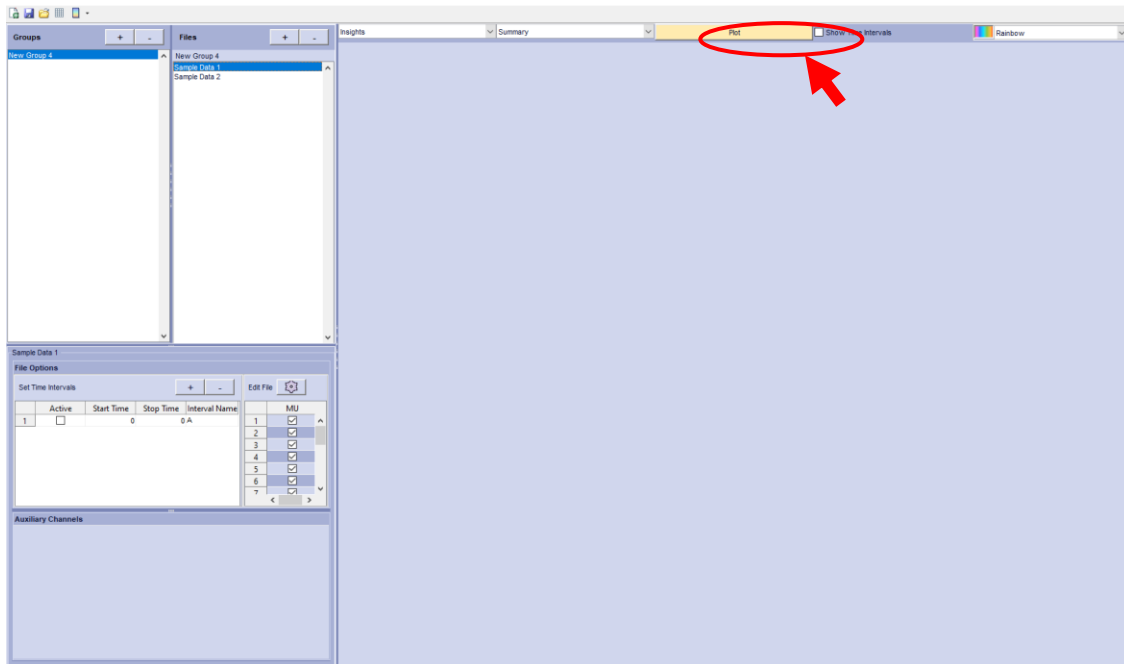 Groups + -
Files + -
Insights Summary Plot Show Time Intervals Rainbow
New Group 4
New Group 4
Sample Data 1
Sample Data 2
Sample Data 1
File Options
Set Time Intervals + -
Edit File
Active Start Time Stop Time Interval Name
1 0 0 A
MU
1
2
3
4
5
6
7
Auxiliary Channels